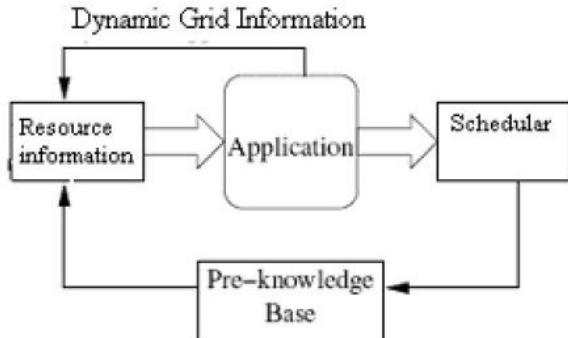 Dynamic Grid Information
Resource
information
Application
Schedular
Pre-knowledge
Base